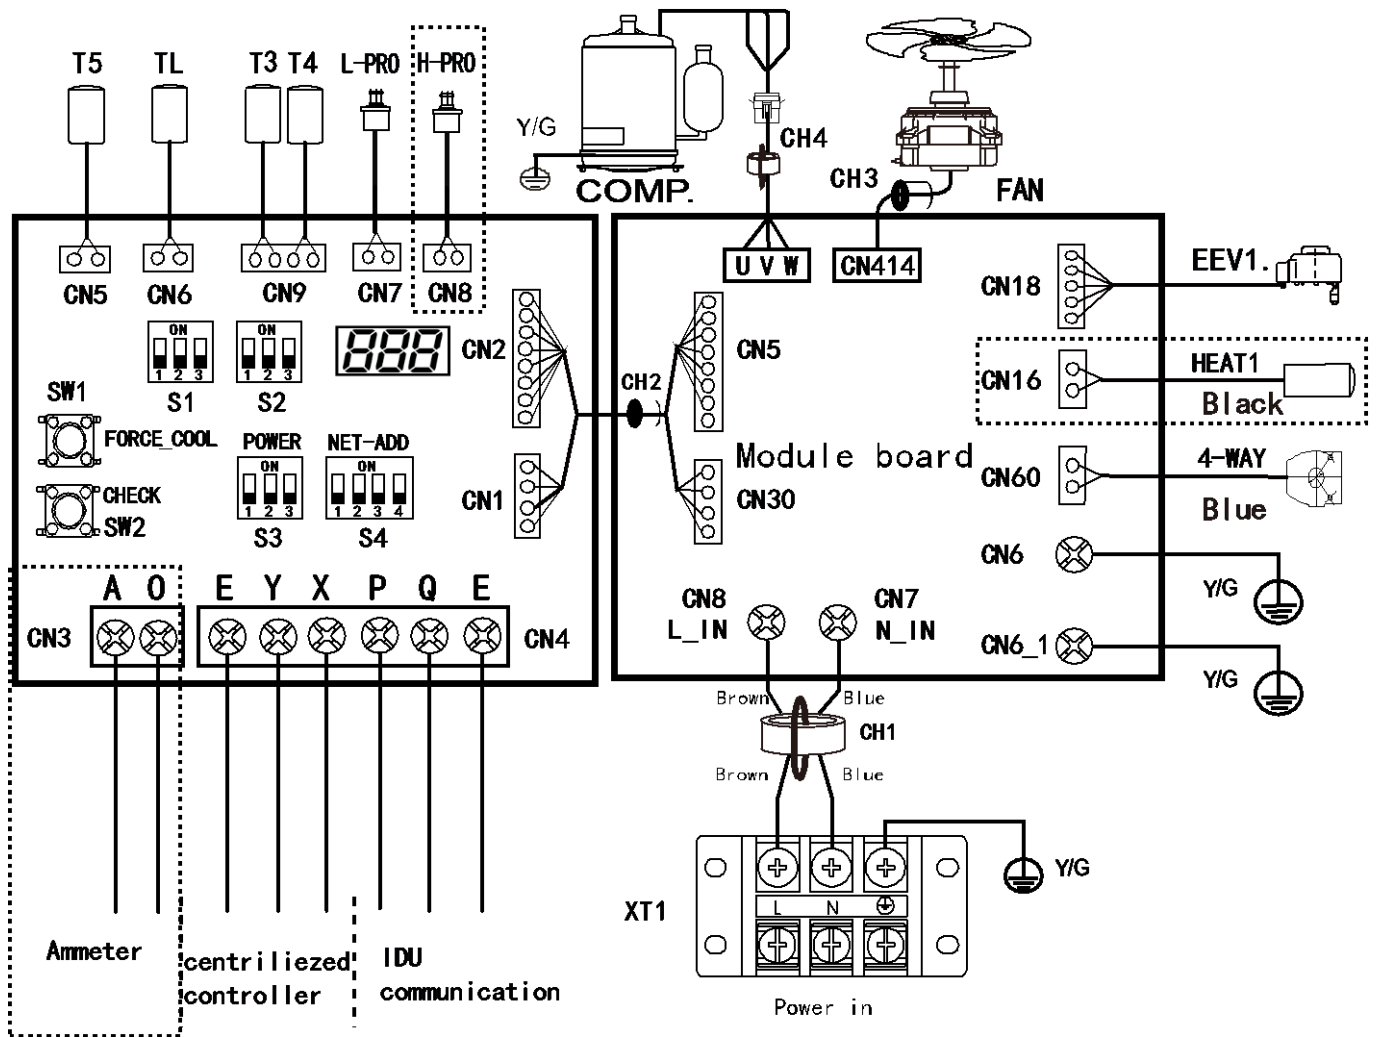 T5 TL T3 T4 L-PRO H-PRO
Y/G
COMP.
CH4
CH3
FAN
CN5 CN6 CN9 CN7 CN8
U V W
CN414
CN18
EEV1.
ON
1 2 3
S1
ON
1 2 3
S2
888
CN2
CN5
CH2
CN16
HEAT1
Black
SW1
FORCE_COOL
POWER
ON
1 2 3
S3
NET-ADD
ON
1 2 3 4
S4
CHECK
SW2
CN1
Module board
CN30
CN60
4-WAY
Blue
CN6
Y/G
CN6_1
Y/G
CN3
A O
E Y X P Q E
CN4
CN8
L_IN
CN7
N_IN
Brown Blue
CH1
Brown Blue
Y/G
XT1
L N
Power in
Ammeter
centriliezed
controller
IDU
communication